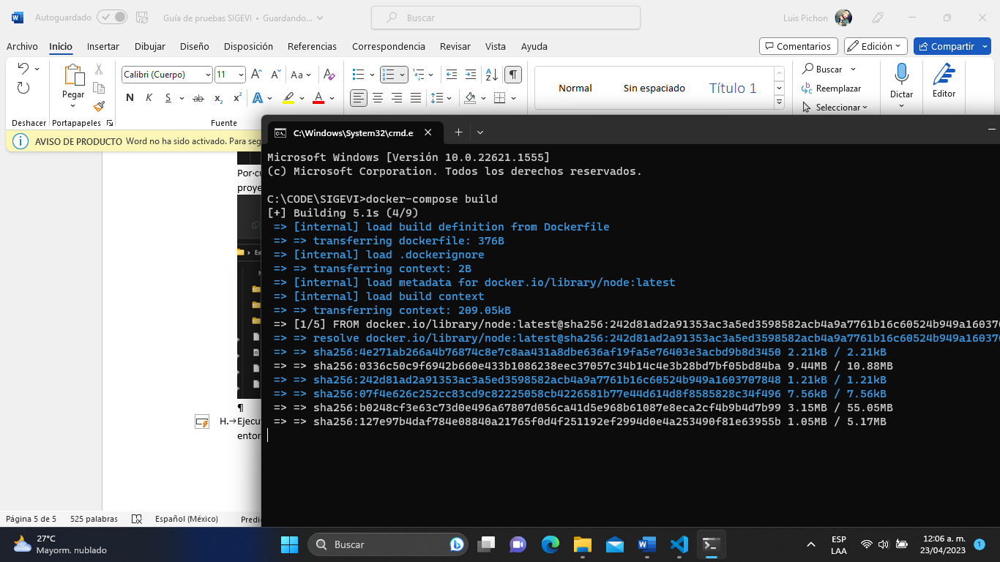 Autoguardado
Guía de pruebas SIGEVI • Guardando...
Buscar
Luis Pichon
Archivo Inicio Insertar Dibujar Diseño Disposición Referencias Correspondencia Revisar Vista Ayuda
Comentarios Edición Compartir
Calibri (Cuerpo) 11
Pegar
N K S
Normal Sin espaciado Título 1
Buscar
Reemplazar
Seleccionar
Dictar Editor
Deshacer Portapapeles Fuente
AVISO DE PRODUCTO Word no ha sido activado. Para seg
C:\Windows\System32\cmd.e
Microsoft Windows [Versión 10.0.22621.1555]
(c) Microsoft Corporation. Todos los derechos reservados.
C:\CODE\SIGEVI>docker-compose build
[+] Building 5.1s (4/9)
=> [internal] load build definition from Dockerfile
=> => transferring dockerfile: 376B
=> [internal] load .dockerignore
=> => transferring context: 2B
=> [internal] load metadata for docker.io/library/node:latest
=> [internal] load build context
=> => transferring context: 209.05kB
=> [1/5] FROM docker.io/library/node:latest@sha256:242d81ad2a91353ac3a5ed3598582acb4a9a7761b16c60524b949a160370
=> => resolve docker.io/library/node:latest@sha256:242d81ad2a91353ac3a5ed3598582acb4a9a7761b16c60524b949a160370
=> => sha256:4e271ab266a4b76874c8e7c8aa431a8dbe636af19fa5e76403e3acbd9b8d3450 2.21kB / 2.21kB
=> => sha256:0336c50c9f6942b660e433b1086238eec37057c34b14c4e3b28bd7bf05bd84ba 9.44MB / 10.88MB
=> => sha256:242d81ad2a91353ac3a5ed3598582acb4a9a7761b16c60524b949a1603707848 1.21kB / 1.21kB
=> => sha256:07f4e626c252cc83cd9c82225058cb4226581b77e44d614d8f8585828c34f496 7.56kB / 7.56kB
=> => sha256:b0248cf3e63c73d0e496a67807d056ca41d5e968b61087e8eca2cf4b9b4d7b99 3.15MB / 55.05MB
=> => sha256:127e97b4daf784e08840a21765f0d4f251192ef2994d0e4a253490f81e63955b 1.05MB / 5.17MB
Por·cu
proye
Es
¶
H.→Ejecut
entor
Página 5 de 5 525 palabras Español (México) Predic
27°C
Mayorm. nublado
Buscar
ESP
LAA
12:06 a. m.
23/04/2023
1